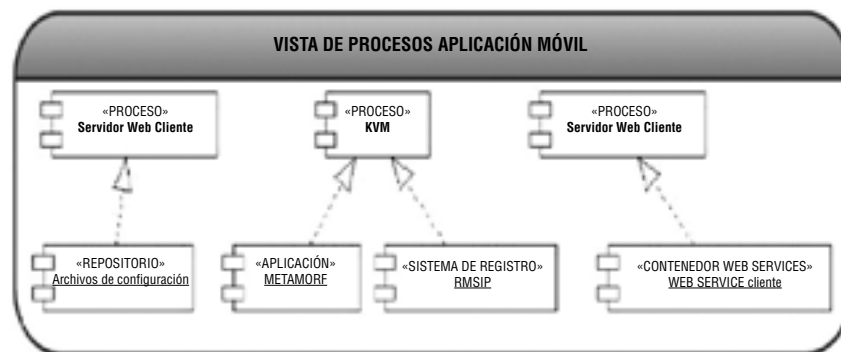 VISTA DE PROCESOS APLICACIÓN MÓVIL
«PROCESO»
Servidor Web Cliente
«PROCESO»
KVM
«PROCESO»
Servidor Web Cliente
«REPOSITORIO»
Archivos de configuración
«APLICACIÓN»
METAMORF
«SISTEMA DE REGISTRO»
RMSIP
«CONTENEDOR WEB SERVICES»
WEB SERVICE cliente